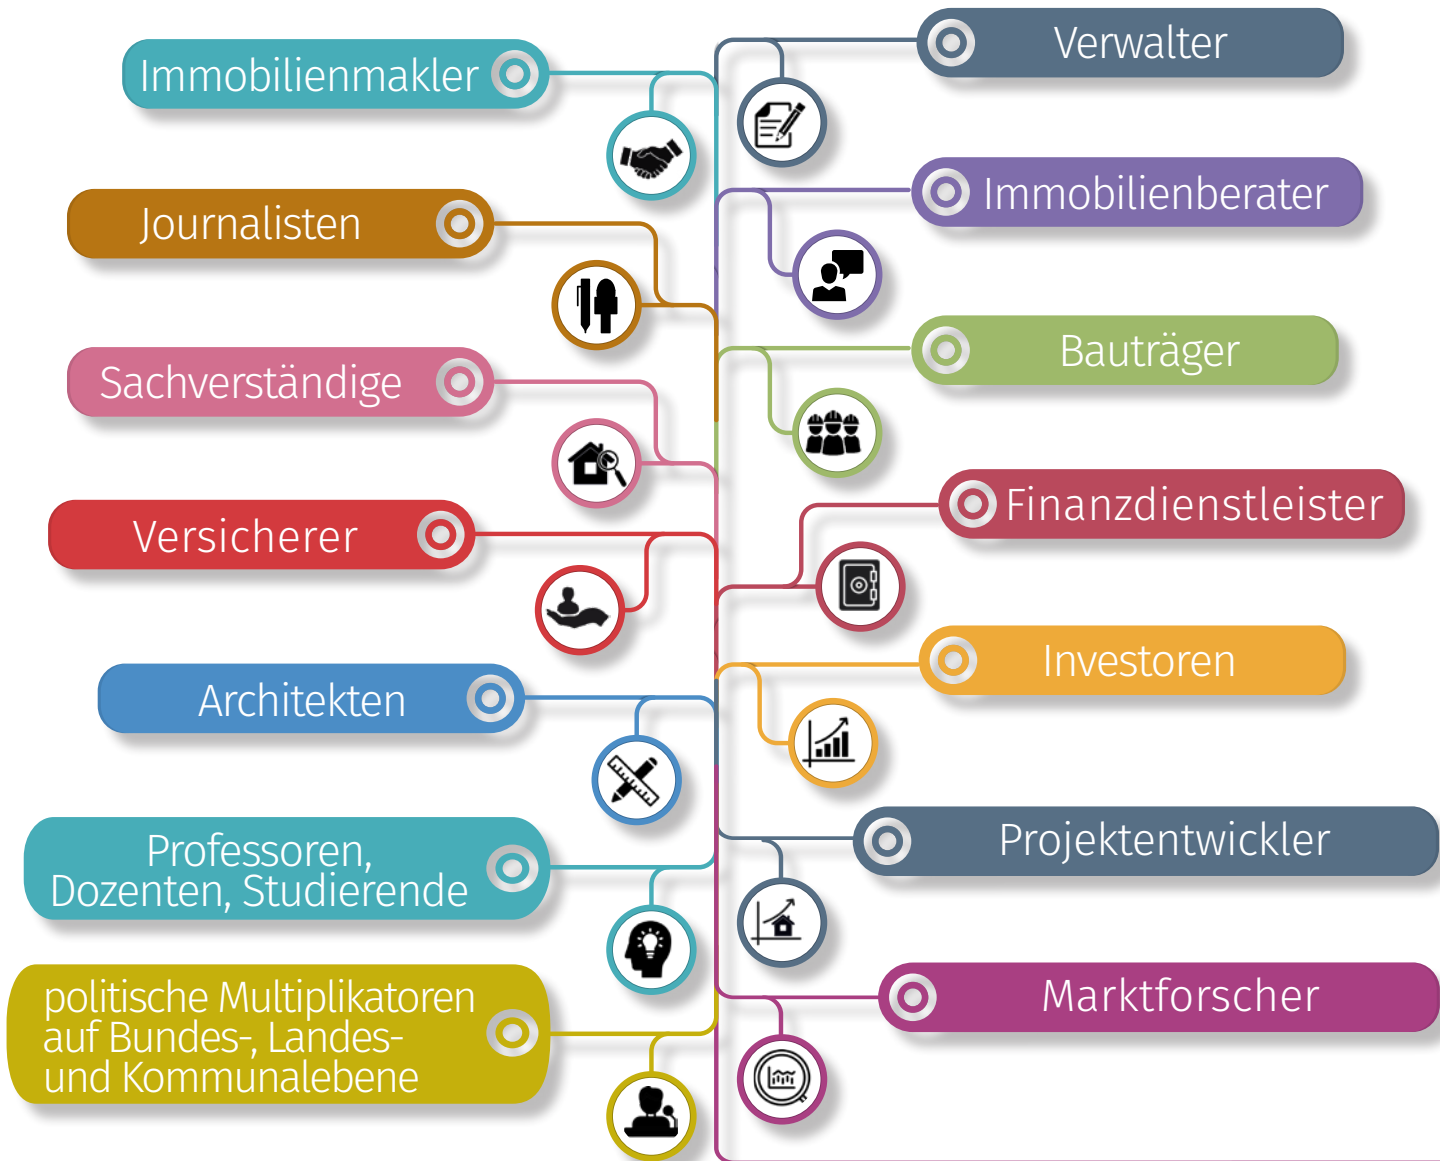 Immobilienmakler
Journalisten
Sachverständige
Versicherer
Architekten
Professoren,
Dozenten, Studierende
politische Multiplikatoren
auf Bundes-, Landes-
und Kommunalebene
Verwalter
Immobilienberater
Bauträger
Finanzdienstleister
Investoren
Projektentwickler
Marktforscher